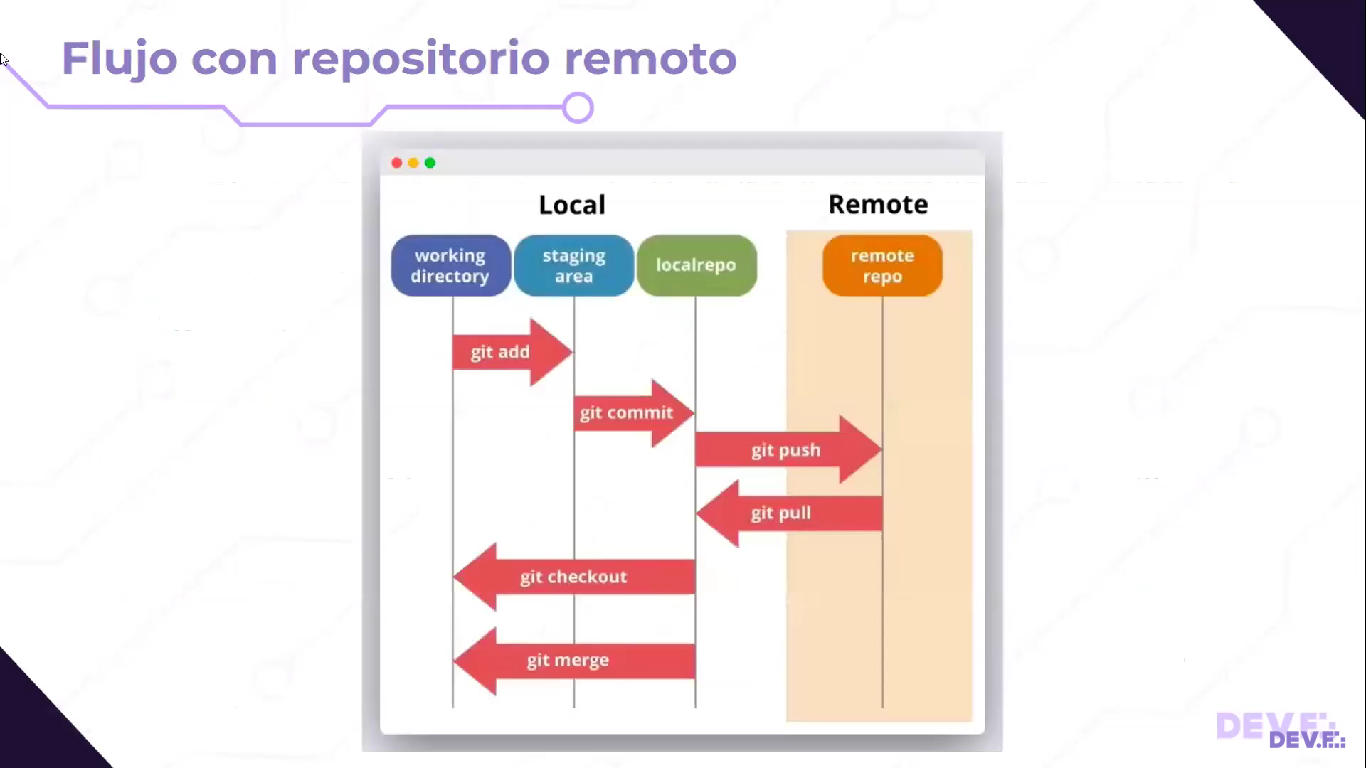 Flujo con repositorio remoto
Local
Remote
working
directory
staging
area
localrepo
remote
repo
git add
git commit
git push
git pull
git checkout
git merge
DEV.F.:
DEV.F.: